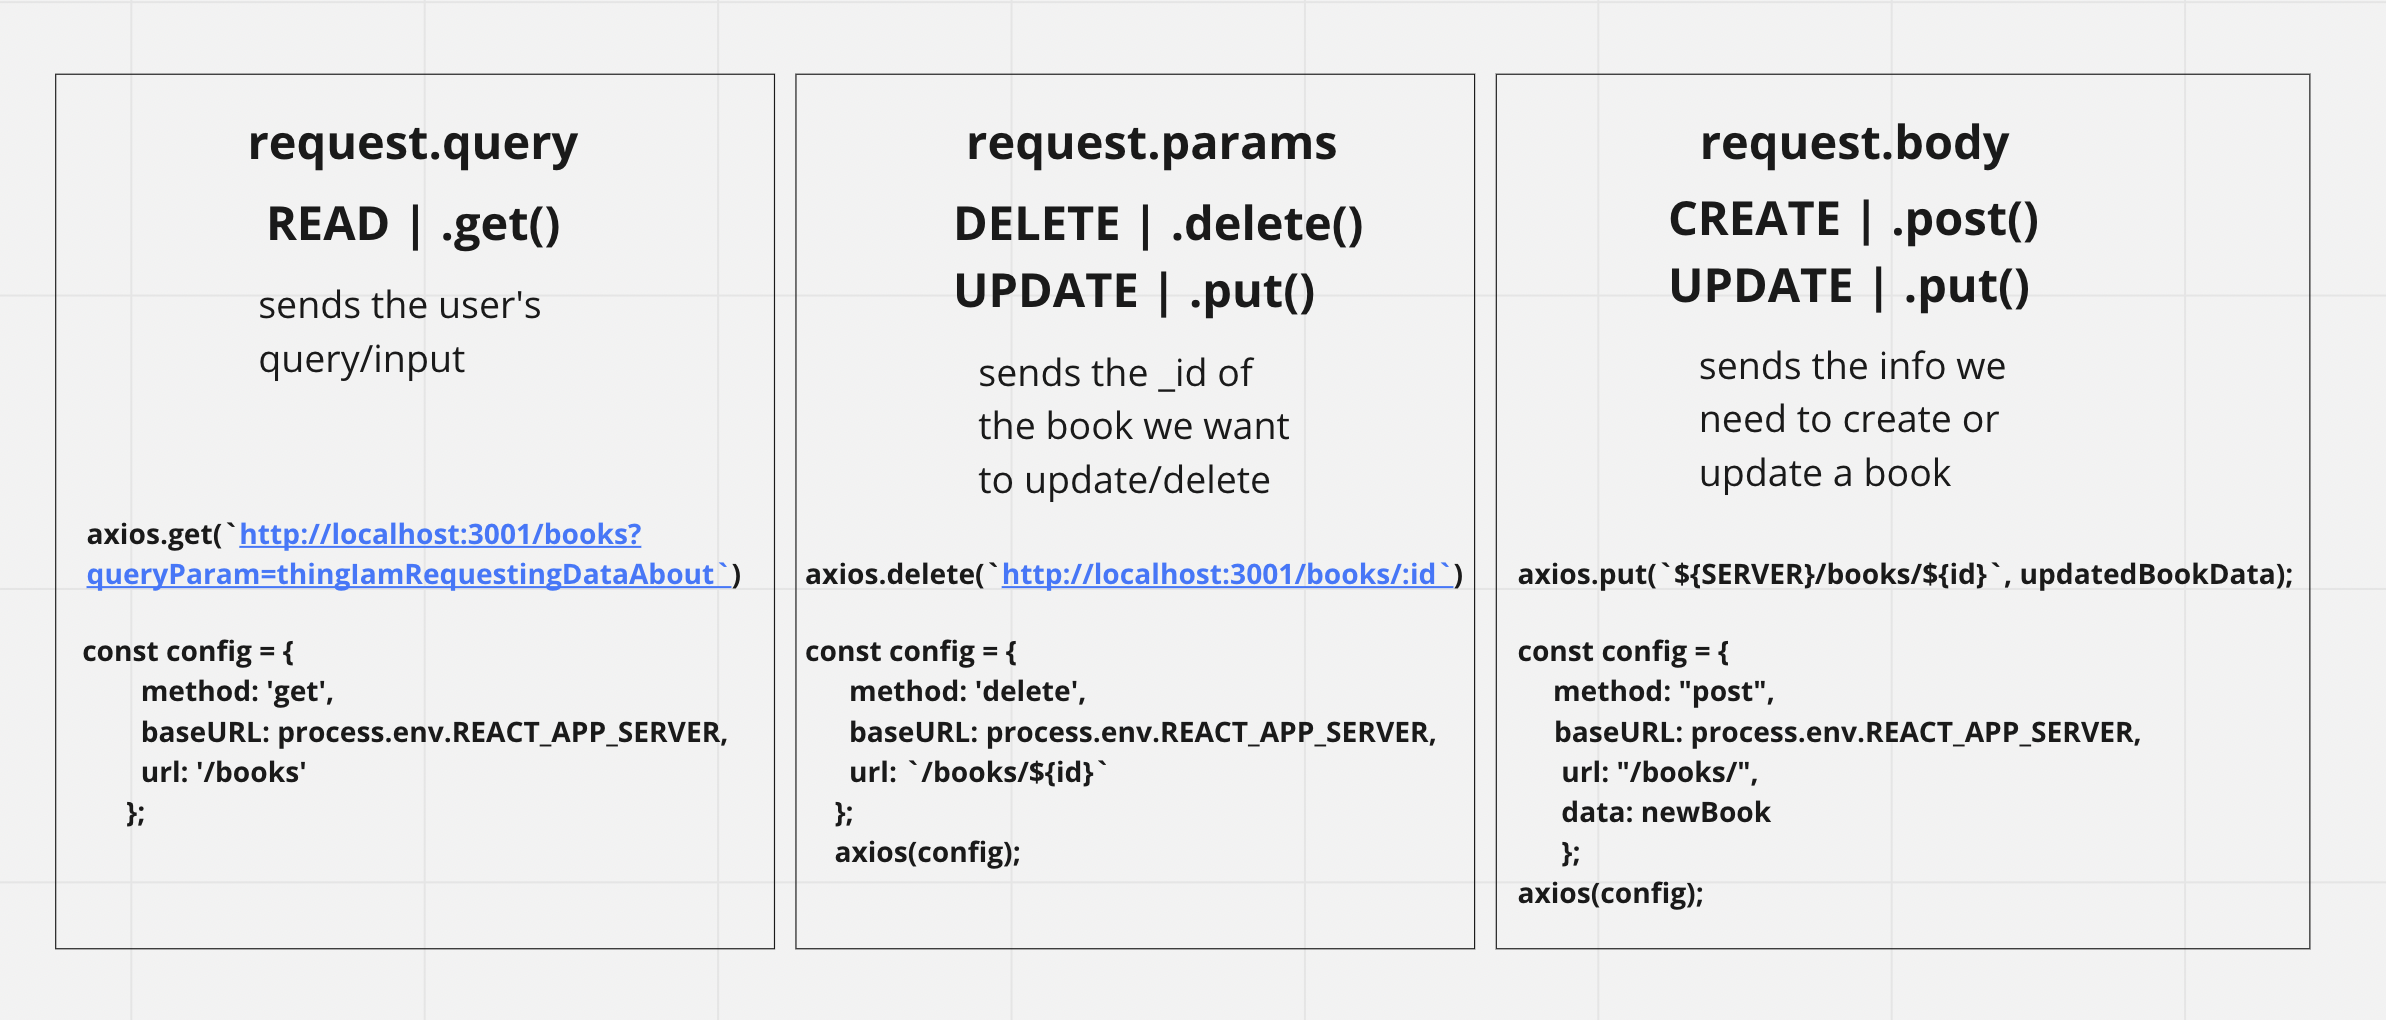 request.query
READ | .get()
sends the user's
query/input
axios.get(`http://localhost:3001/books?
queryParam=thingIamRequestingDataAbout`)
const config = {
method: 'get',
baseURL: process.env.REACT_APP_SERVER,
url: '/books'
};
request.params
DELETE | .delete()
UPDATE | .put()
sends the _id of
the book we want
to update/delete
axios.delete(`http://localhost:3001/books/:id`)
const config = {
method: 'delete',
baseURL: process.env.REACT_APP_SERVER,
url: `/books/${id}`
};
axios(config);
request.body
CREATE | .post()
UPDATE | .put()
sends the info we
need to create or
update a book
axios.put(`${SERVER}/books/${id}`, updatedBookData);
const config = {
method: "post",
baseURL: process.env.REACT_APP_SERVER,
url: "/books/",
data: newBook
};
axios(config);